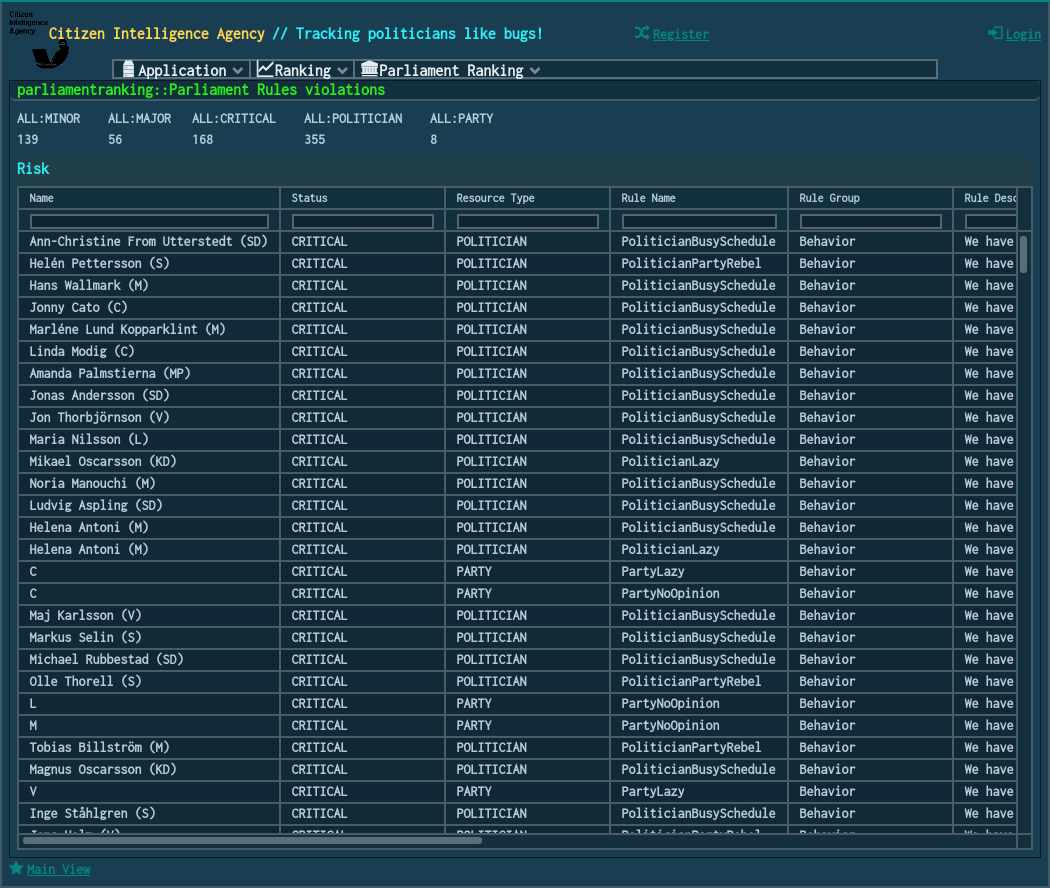 Citizen
Intelligence
Agency
Citizen Intelligence Agency // Tracking politicians like bugs!
Register
Login
Application
Ranking
Parliament Ranking
parliamentranking::Parliament Rules violations
ALL:MINOR ALL:MAJOR ALL:CRITICAL ALL:POLITICIAN ALL:PARTY
139 56 168 355 8
Risk
Name Status Resource Type Rule Name Rule Group Rule Desc
Ann-Christine From Utterstedt (SD) CRITICAL POLITICIAN PoliticianBusySchedule Behavior We have
Helén Pettersson (S) CRITICAL POLITICIAN PoliticianPartyRebel Behavior We have
Hans Wallmark (M) CRITICAL POLITICIAN PoliticianBusySchedule Behavior We have
Jonny Cato (C) CRITICAL POLITICIAN PoliticianBusySchedule Behavior We have
Marléne Lund Kopparklint (M) CRITICAL POLITICIAN PoliticianBusySchedule Behavior We have
Linda Modig (C) CRITICAL POLITICIAN PoliticianBusySchedule Behavior We have
Amanda Palmstierna (MP) CRITICAL POLITICIAN PoliticianBusySchedule Behavior We have
Jonas Andersson (SD) CRITICAL POLITICIAN PoliticianBusySchedule Behavior We have
Jon Thorbjörnson (V) CRITICAL POLITICIAN PoliticianBusySchedule Behavior We have
Maria Nilsson (L) CRITICAL POLITICIAN PoliticianBusySchedule Behavior We have
Mikael Oscarsson (KD) CRITICAL POLITICIAN PoliticianLazy Behavior We have
Noria Manouchi (M) CRITICAL POLITICIAN PoliticianBusySchedule Behavior We have
Ludvig Aspling (SD) CRITICAL POLITICIAN PoliticianBusySchedule Behavior We have
Helena Antoni (M) CRITICAL POLITICIAN PoliticianBusySchedule Behavior We have
Helena Antoni (M) CRITICAL POLITICIAN PoliticianLazy Behavior We have
C CRITICAL PARTY PartyLazy Behavior We have
C CRITICAL PARTY PartyNoOpinion Behavior We have
Maj Karlsson (V) CRITICAL POLITICIAN PoliticianBusySchedule Behavior We have
Markus Selin (S) CRITICAL POLITICIAN PoliticianBusySchedule Behavior We have
Michael Rubbestad (SD) CRITICAL POLITICIAN PoliticianBusySchedule Behavior We have
Olle Thorell (S) CRITICAL POLITICIAN PoliticianPartyRebel Behavior We have
L CRITICAL PARTY PartyNoOpinion Behavior We have
M CRITICAL PARTY PartyNoOpinion Behavior We have
Tobias Billström (M) CRITICAL POLITICIAN PoliticianPartyRebel Behavior We have
Magnus Oscarsson (KD) CRITICAL POLITICIAN PoliticianBusySchedule Behavior We have
V CRITICAL PARTY PartyLazy Behavior We have
Inge Ståhlgren (S) CRITICAL POLITICIAN PoliticianBusySchedule Behavior We have
CRITICAL POLITICIAN PoliticianPartyRebel Behavior We have
Main View